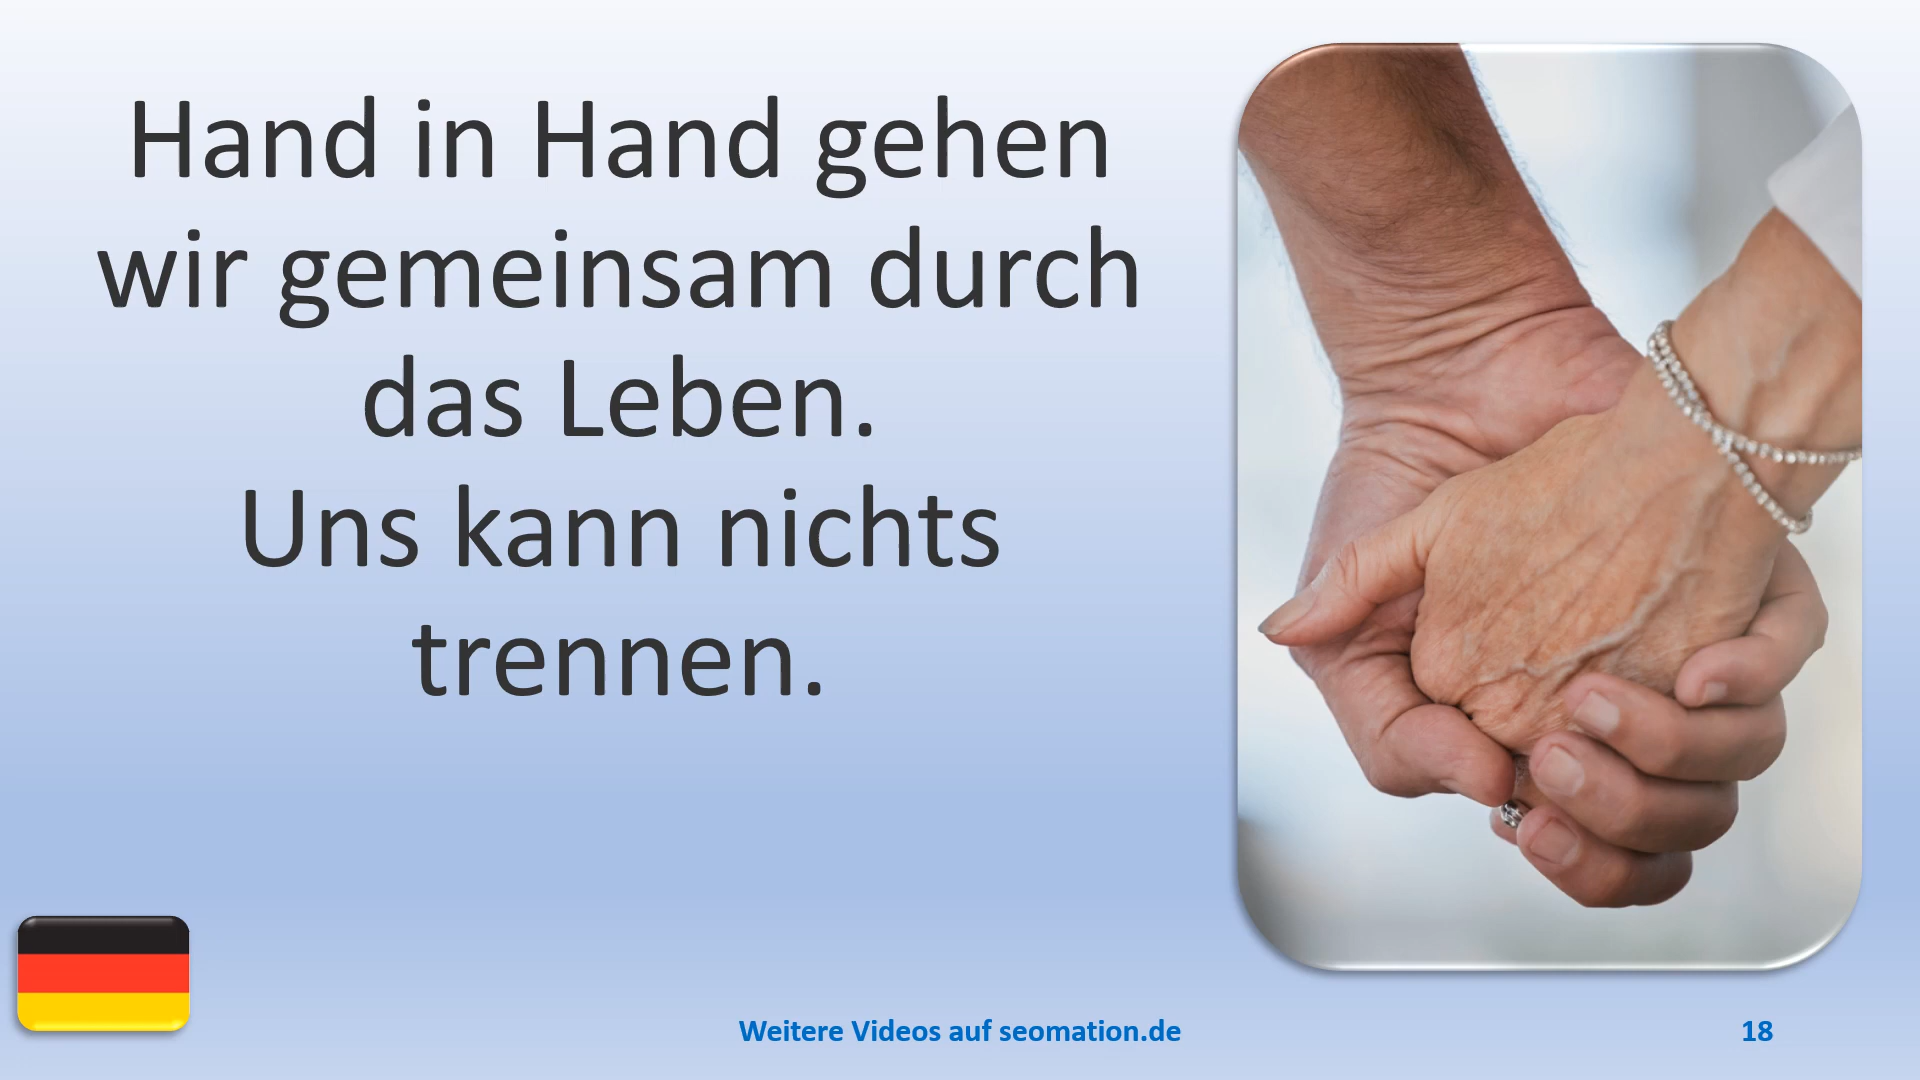 Hand in Hand gehen
wir gemeinsam durch
das Leben.
Uns kann nichts
trennen.
Weitere Videos auf seomation.de
18